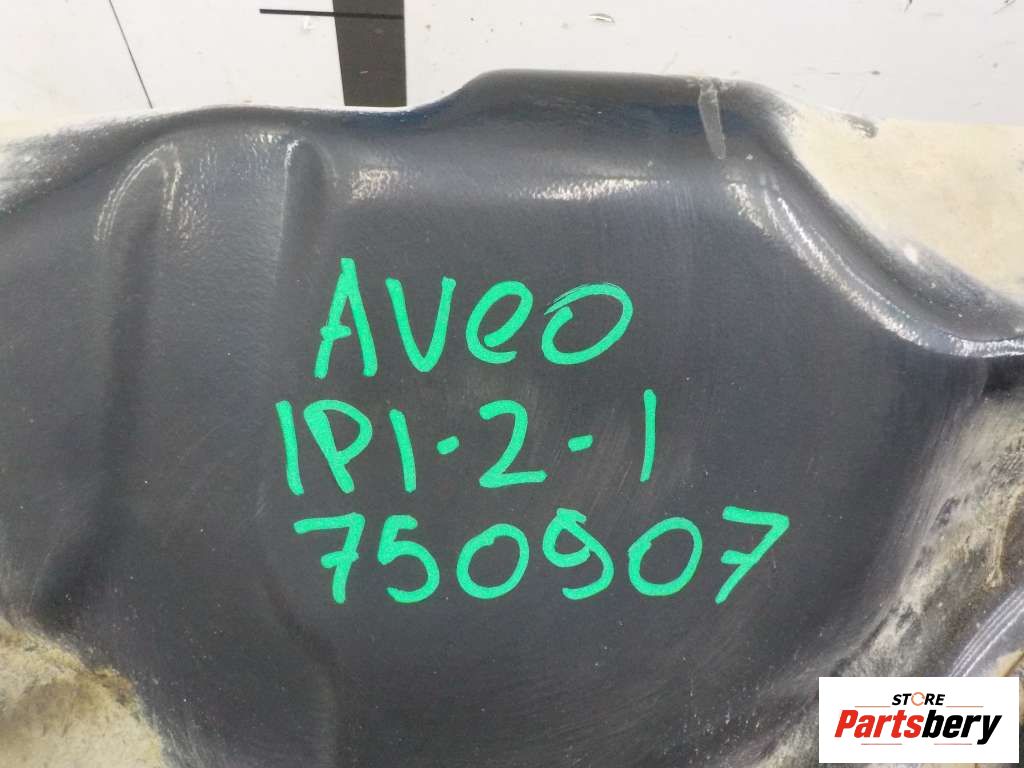 AVEO
1P1-2-1
750907
STORE
Partsbery